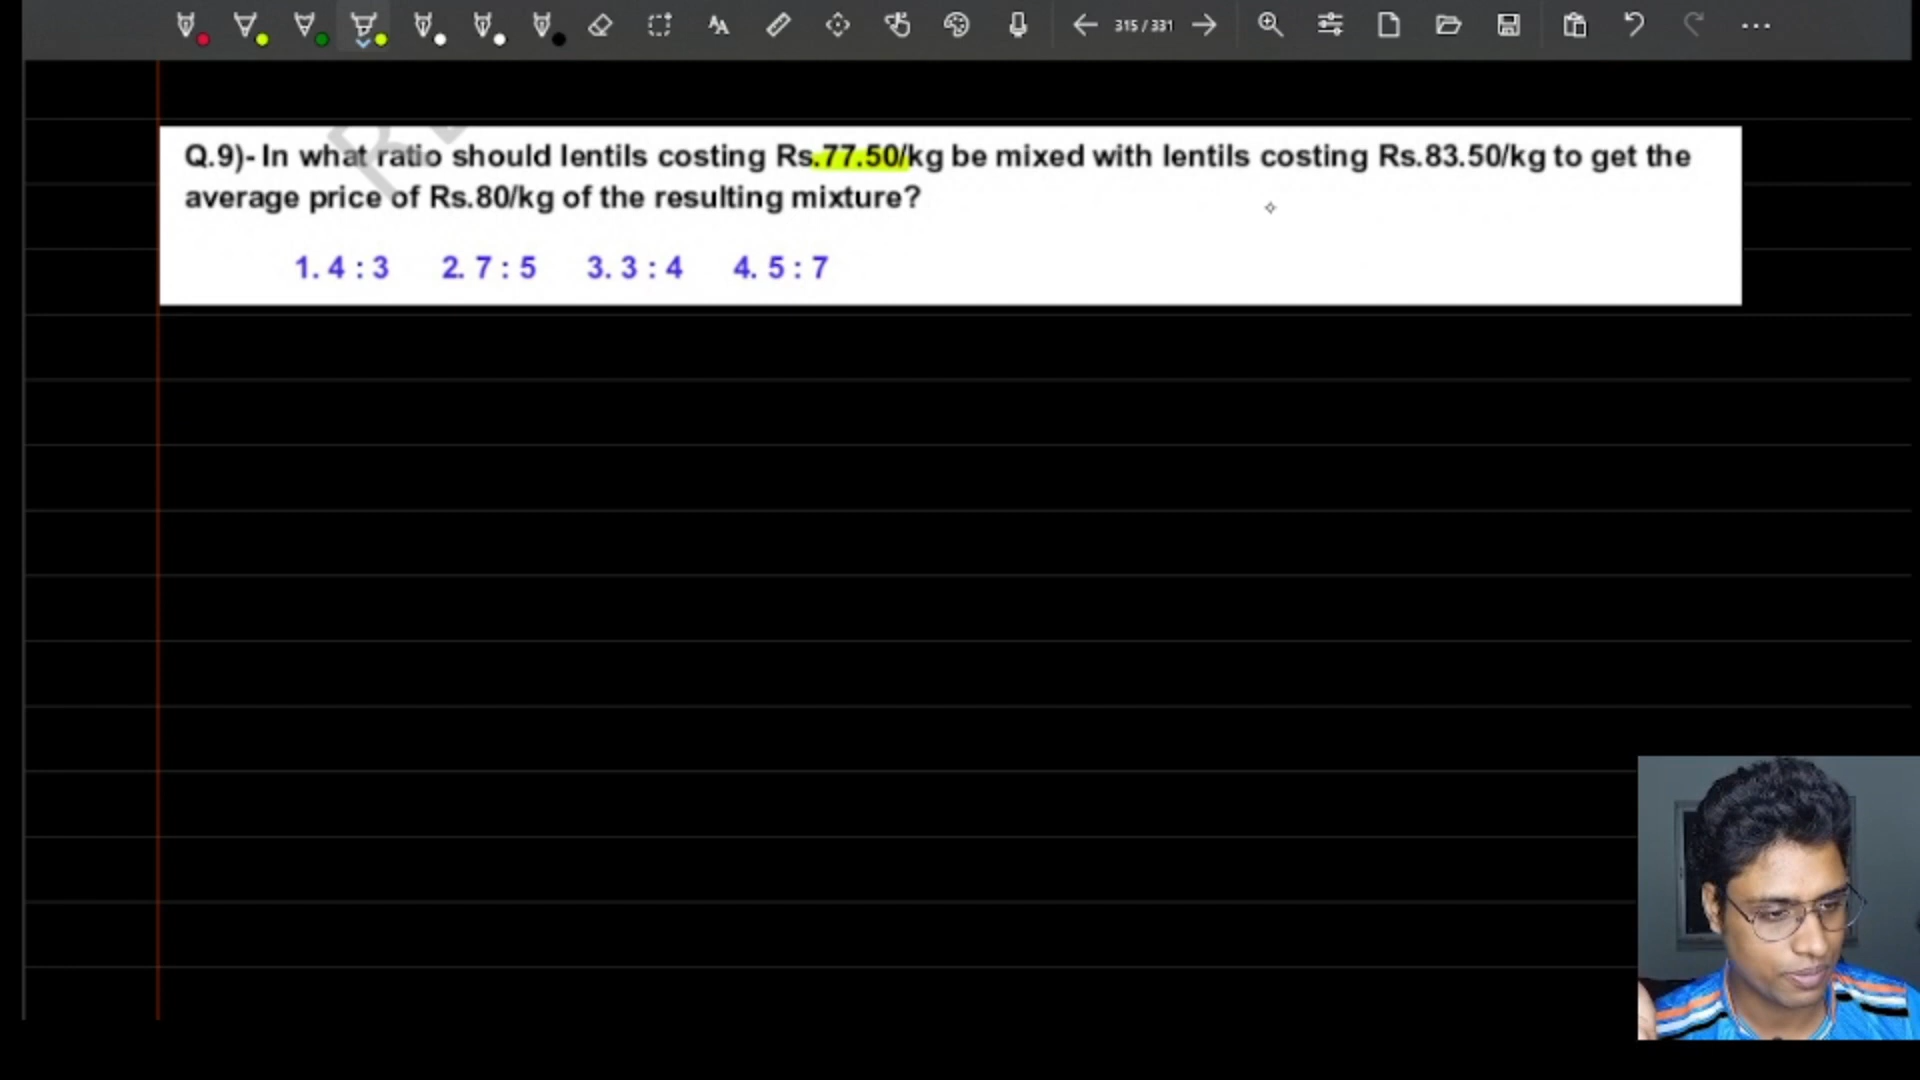 315 / 331
Q.9)- In what ratio should lentils costing Rs.77.50/kg be mixed with lentils costing Rs.83.50/kg to get the
average price of Rs.80/kg of the resulting mixture?
1. 4 : 3 2. 7 : 5 3. 3 : 4 4. 5 : 7